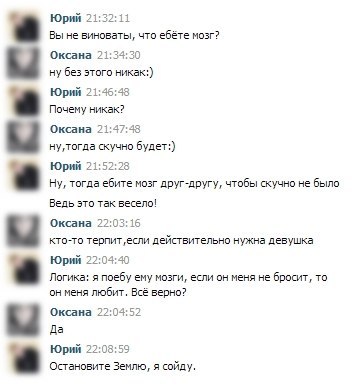 Юрий 21:32:11
Вы не виноваты, что ебёте мозг?
Оксана 21:34:30
ну без этого никак:)
Юрий 21:46:48
Почему никак?
Оксана 21:47:48
ну,тогда скучно будет:)
Юрий 21:52:28
Ну, тогда ебите мозг друг-другу, чтобы скучно не было
Ведь это так весело!
Оксана 22:03:16
кто-то терпит,если действительно нужна девушка
Юрий 22:04:40
Логика: я поебу ему мозги, если он меня не бросит, то
он меня любит. Всё верно?
Оксана 22:04:52
Да
Юрий 22:08:59
Остановите Землю, я сойду.